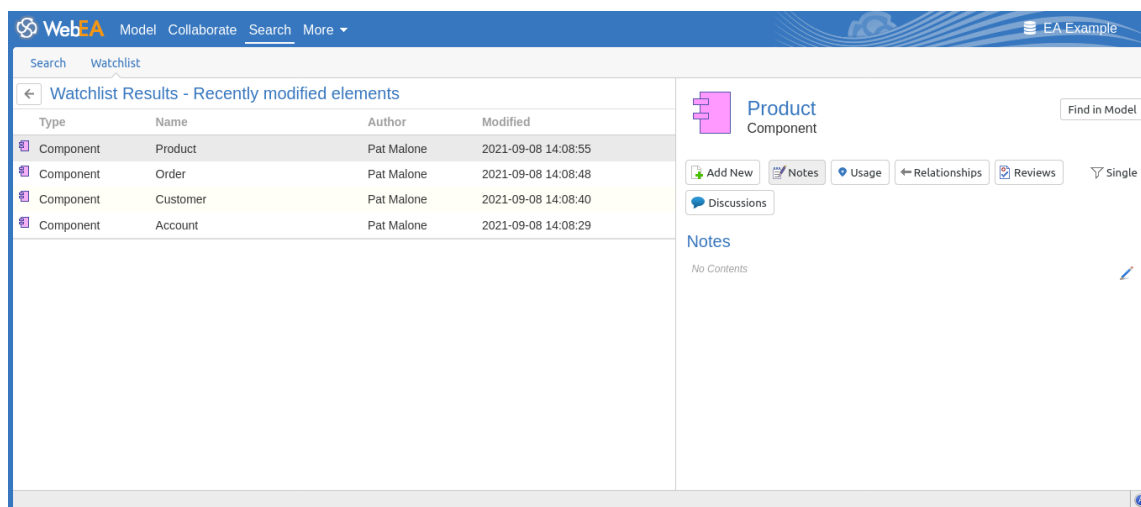 WebEA Model Collaborate Search More EA Example
Search Watchlist
Watchlist Results - Recently modified elements
Type Name Author Modified
Component Product Pat Malone 2021-09-08 14:08:55
Component Order Pat Malone 2021-09-08 14:08:48
Component Customer Pat Malone 2021-09-08 14:08:40
Component Account Pat Malone 2021-09-08 14:08:29
Product
Component
Find in Model
Add New Notes Usage Relationships Reviews Single
Discussions
Notes
No Contents